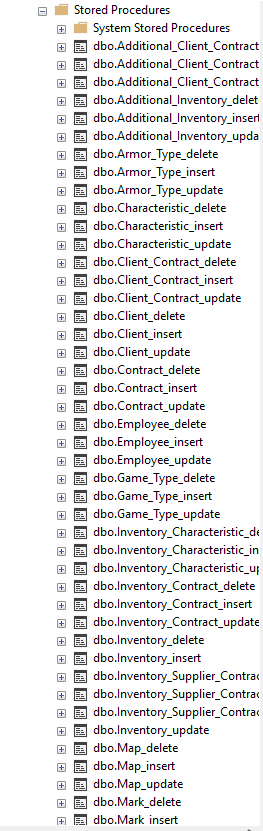 Stored Procedures
System Stored Procedures
dbo.Additional_Client_Contract
dbo.Additional_Client_Contract
dbo.Additional_Client_Contract
dbo.Additional_Inventory_delet
dbo.Additional_Inventory_insert
dbo.Additional_Inventory_upda
dbo.Armor_Type_delete
dbo.Armor_Type_insert
dbo.Armor_Type_update
dbo.Characteristic_delete
dbo.Characteristic_insert
dbo.Characteristic_update
dbo.Client_Contract_delete
dbo.Client_Contract_insert
dbo.Client_Contract_update
dbo.Client_delete
dbo.Client_insert
dbo.Client_update
dbo.Contract_delete
dbo.Contract_insert
dbo.Contract_update
dbo.Employee_delete
dbo.Employee_insert
dbo.Employee_update
dbo.Game_Type_delete
dbo.Game_Type_insert
dbo.Game_Type_update
dbo.Inventory_Characteristic_de
dbo.Inventory_Characteristic_in
dbo.Inventory_Characteristic_up
dbo.Inventory_Contract_delete
dbo.Inventory_Contract_insert
dbo.Inventory_Contract_update
dbo.Inventory_delete
dbo.Inventory_insert
dbo.Inventory_Supplier_Contrac
dbo.Inventory_Supplier_Contrac
dbo.Inventory_Supplier_Contrac
dbo.Inventory_update
dbo.Map_delete
dbo.Map_insert
dbo.Map_update
dbo.Mark_delete
dbo.Mark_insert